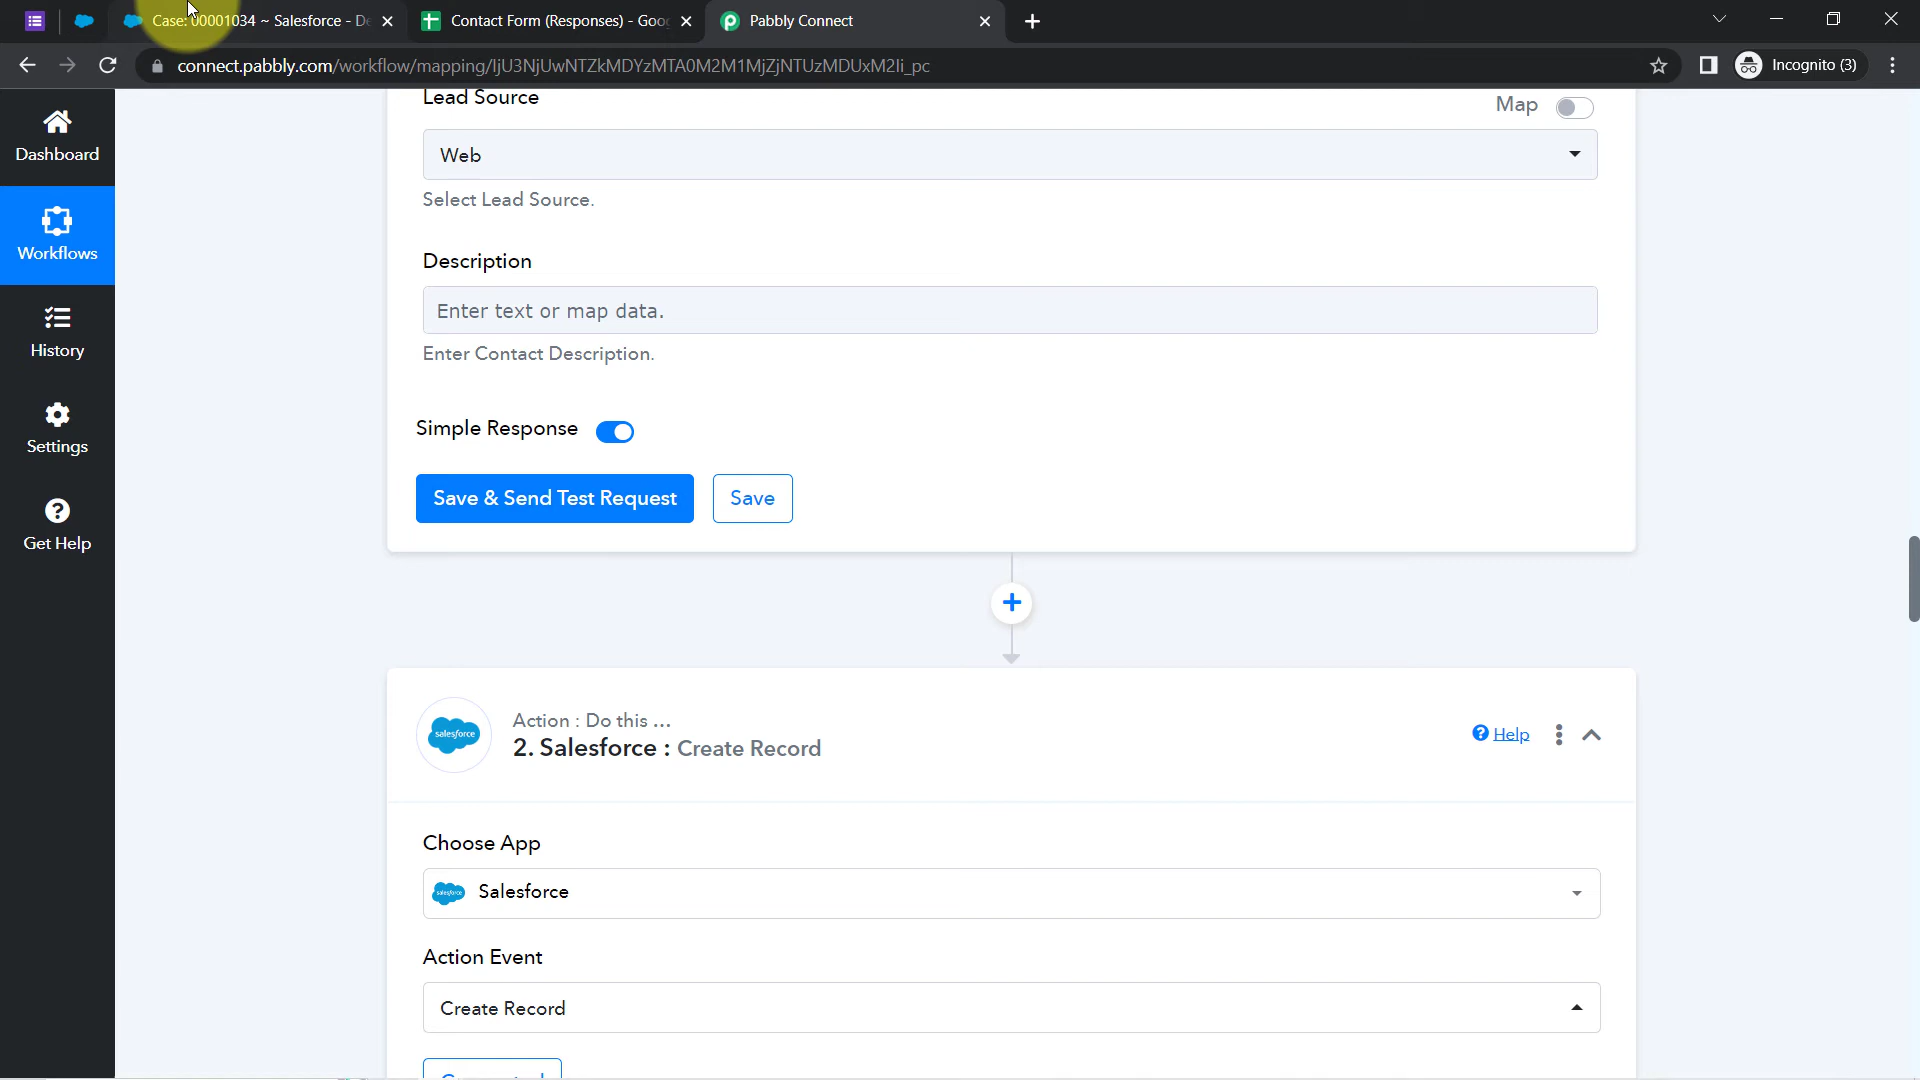 Case: 00001034 ~ Salesforce - De
Contact Form (Responses) - Goo
Pabbly Connect
connect.pabbly.com/workflow/mapping/IjU3NjUwNTZkMDYzMTA0M2M1MjZjNTUzMDUxM2Ii_pc
Incognito (3)
Dashboard
Workflows
History
Settings
Get Help
Lead Source
Map
Web
Select Lead Source.
Description
Enter text or map data.
Enter Contact Description.
Simple Response
Save & Send Test Request
Save
salesforce
Action : Do this ...
2. Salesforce : Create Record
Help
Choose App
salesforce
Salesforce
Action Event
Create Record